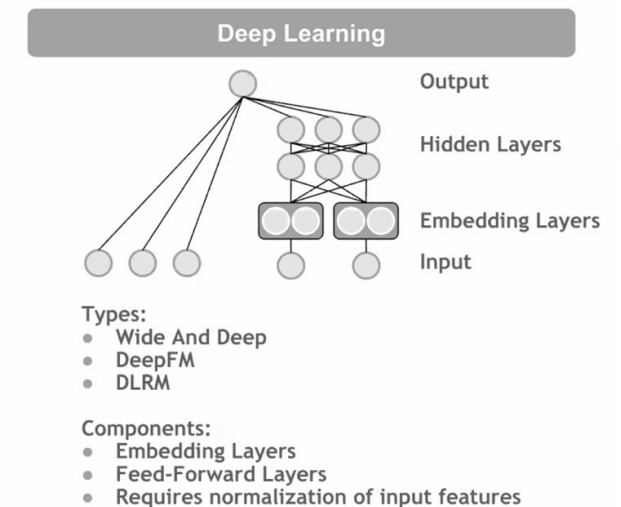 Deep Learning
Output
Hidden Layers
Embedding Layers
Input
Types:
● Wide And Deep
● DeepFM
● DLRM
Components:
● Embedding Layers
● Feed-Forward Layers
● Requires normalization of input features